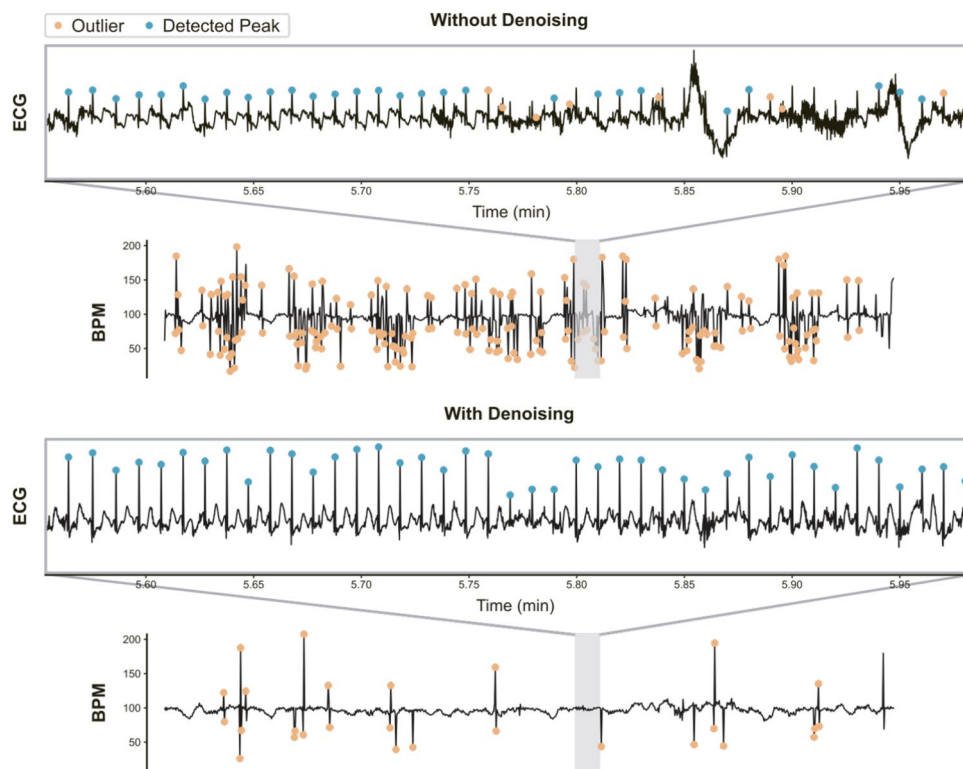 Without Denoising
Outlier Detected Peak
ECG
5.60 5.65 5.70 5.75 5.80 5.85 5.90 5.95
Time (min)
BPM
200
150
100
50
With Denoising
ECG
5.60 5.65 5.70 5.75 5.80 5.85 5.90 5.95
Time (min)
BPM
200
150
100
50